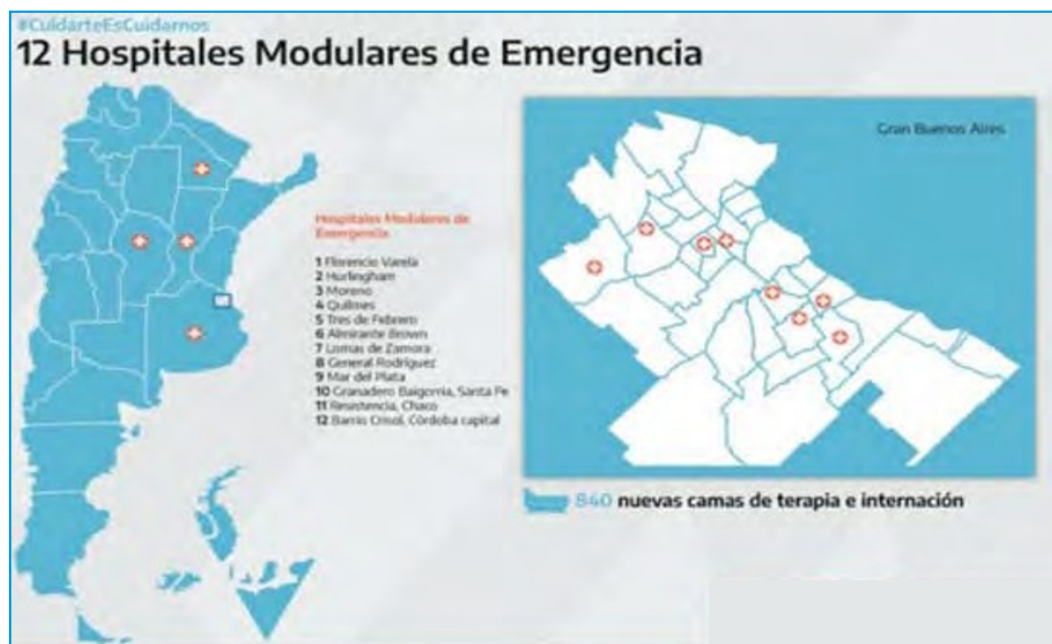 #CuidarteEsCuidarnos
12 Hospitales Modulares de Emergencia
Gran Buenos Aires
Hospitales Modulares de
Emergencia
1 Florencio Varela
2 Hurlingham
3 Moreno
4 Quilmes
5 Tres de Febrero
6 Almirante Brown
7 Lomas de Zamora
8 General Rodríguez
9 Mar del Plata
10 Granadero Baigorria, Santa Fe
11 Resistencia, Chaco
12 Barrio Crisol, Córdoba capital
840 nuevas camas de terapia e internación